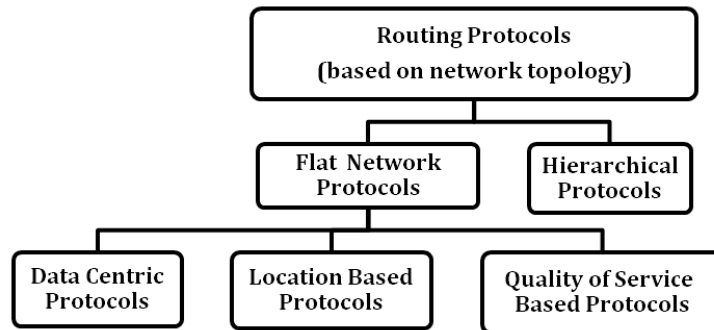 Routing Protocols
(based on network topology)
Flat Network
Protocols
Hierarchical
Protocols
Data Centric
Protocols
Location Based
Protocols
Quality of Service
Based Protocols